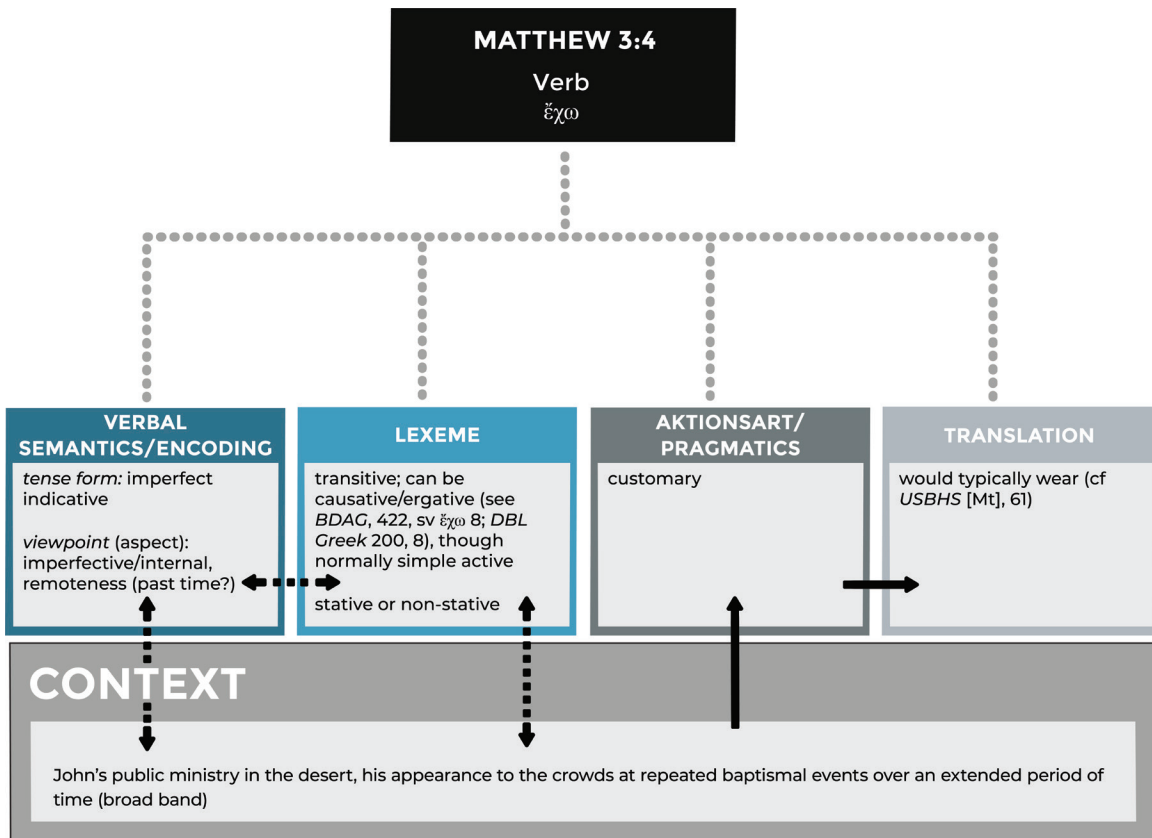 MATTHEW 3:4
Verb
ἔχω
VERBAL
SEMANTICS/ENCODING
tense form: imperfect
indicative
viewpoint (aspect):
imperfective/internal,
remoteness (past time?)
LEXEME
transitive; can be
causative/ergative (see
BDAG, 422, sv ἔχω 8; DBL
Greek 200, 8), though
normally simple active
stative or non-stative
AKTIONSART/
PRAGMATICS
customary
TRANSLATION
would typically wear (cf
USBHS [Mt], 61)
CONTEXT
John’s public ministry in the desert, his appearance to the crowds at repeated baptismal events over an extended period of
time (broad band)